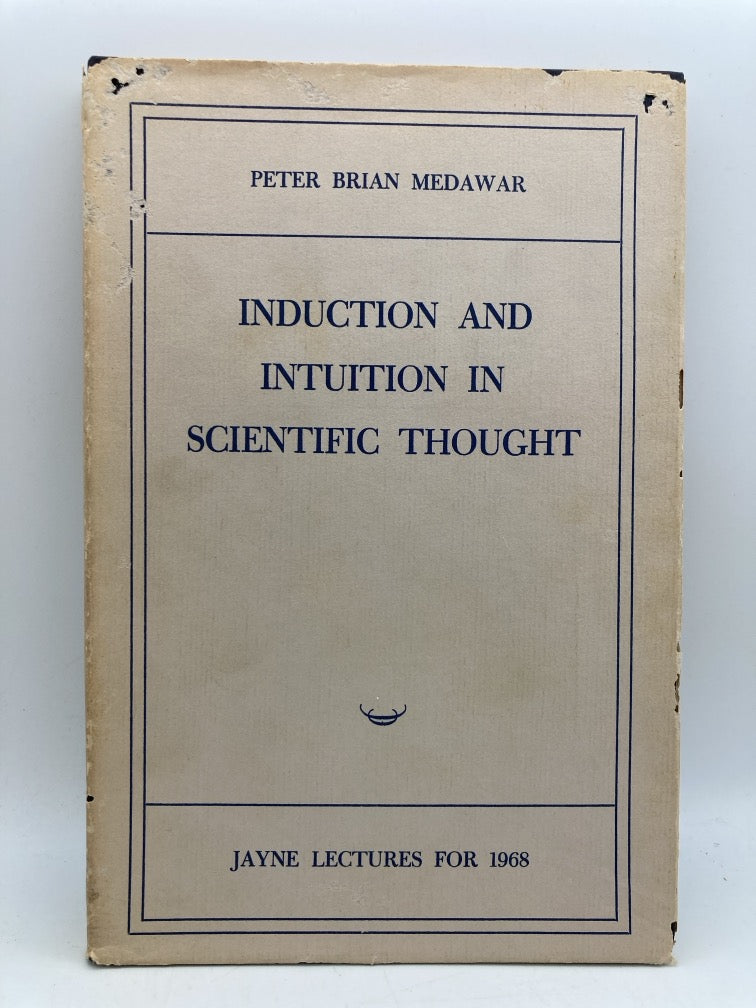 PETER BRIAN MEDAWAR
INDUCTION AND
INTUITION IN
SCIENTIFIC THOUGHT
JAYNE LECTURES FOR 1968